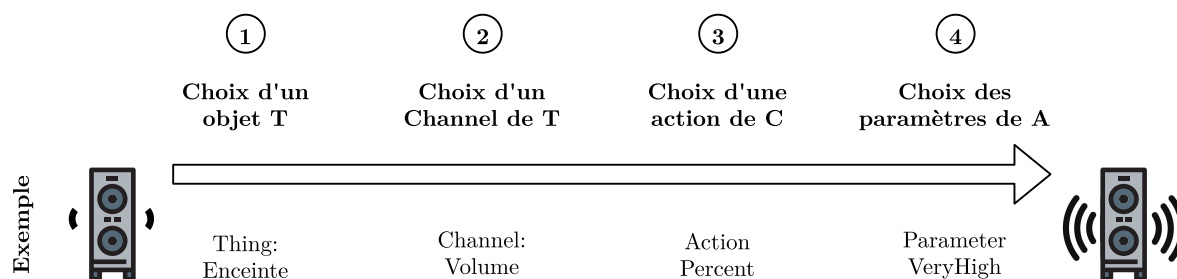 1
2
3
4
Choix d'un
objet T
Choix d'un
Channel de T
Choix d'une
action de C
Choix des
paramètres de A
Exemple
Thing:
Enceinte
Channel:
Volume
Action
Percent
Parameter
VeryHigh